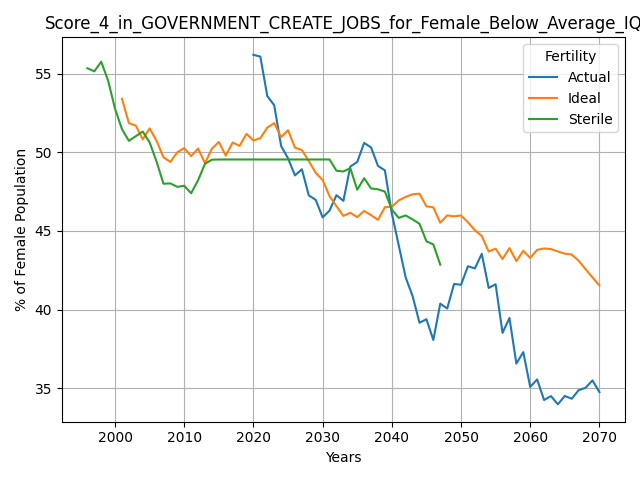 Score_4_in_GOVERNMENT_CREATE_JOBS_for_Female_Below_Average_IQ
Fertility
Actual
Ideal
Sterile
% of Female Population
55
50
45
40
35
2000
2010
2020
2030
2040
2050
2060
2070
Years